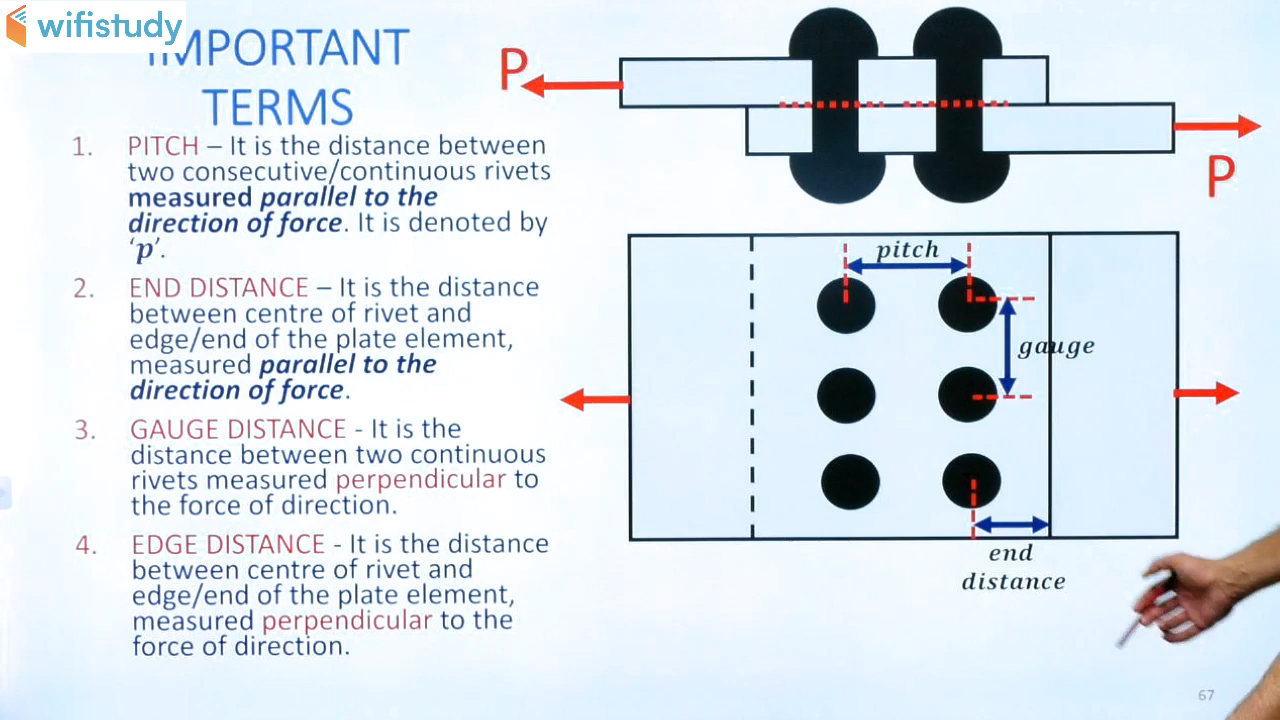 wifistudy
IMPORTANT
TERMS
1. PITCH – It is the distance between
two consecutive/continuous rivets
measured parallel to the
direction of force. It is denoted by
‘p’.
2. END DISTANCE – It is the distance
between centre of rivet and
edge/end of the plate element,
measured parallel to the
direction of force.
3. GAUGE DISTANCE - It is the
distance between two continuous
rivets measured perpendicular to
the force of direction.
4. EDGE DISTANCE - It is the distance
between centre of rivet and
edge/end of the plate element,
measured perpendicular to the
force of direction.
P
P
pitch
gauge
end
distance
67